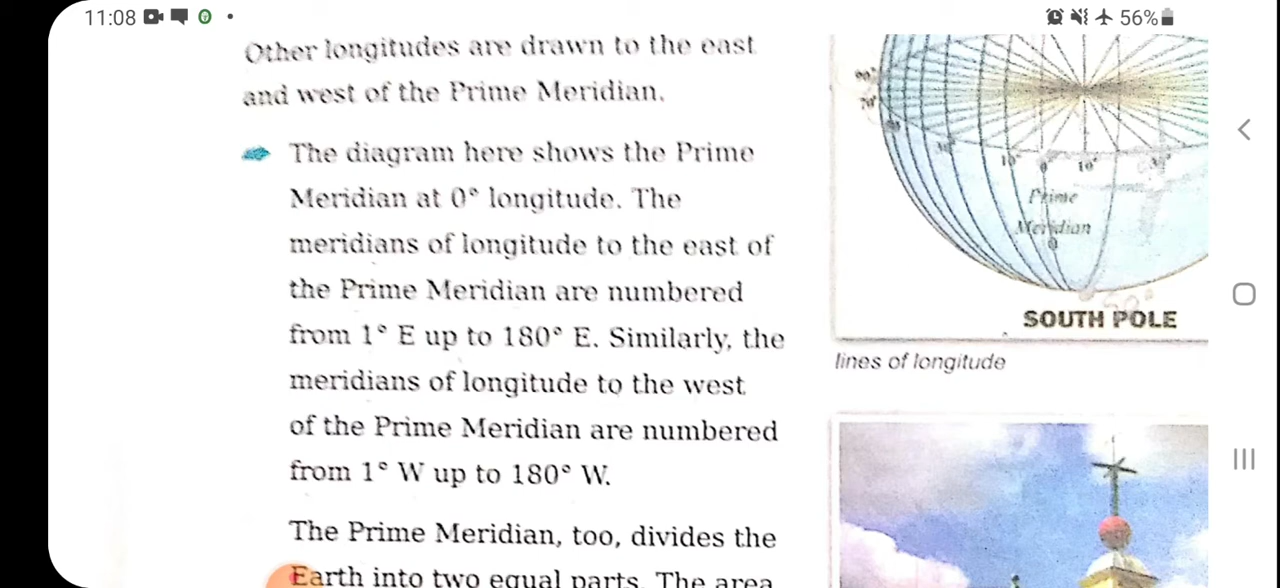 11:08
56%
Other longitudes are drawn to the east
and west of the Prime Meridian.
The diagram here shows the Prime
Meridian at 0° longitude. The
meridians of longitude to the east of
the Prime Meridian are numbered
from 1° E up to 180° E. Similarly, the
meridians of longitude to the west
of the Prime Meridian are numbered
from 1° W up to 180° W.
The Prime Meridian, too, divides the
Earth into two equal parts. The area
90°
70°
10° 0° 10°
Prime
Meridian
0
SOUTH POLE
lines of longitude